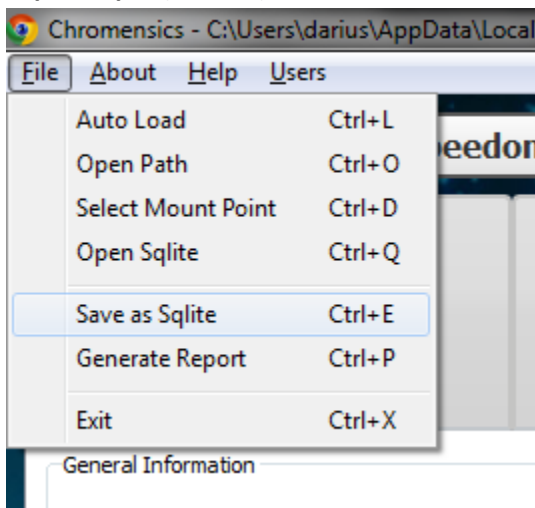 Chromensics - C:\Users\darius\AppData\Local
File About Help Users
Auto Load Ctrl+L
Open Path Ctrl+O
Select Mount Point Ctrl+D
Open Sqlite Ctrl+Q
Save as Sqlite Ctrl+E
Generate Report Ctrl+P
Exit Ctrl+X
General Information